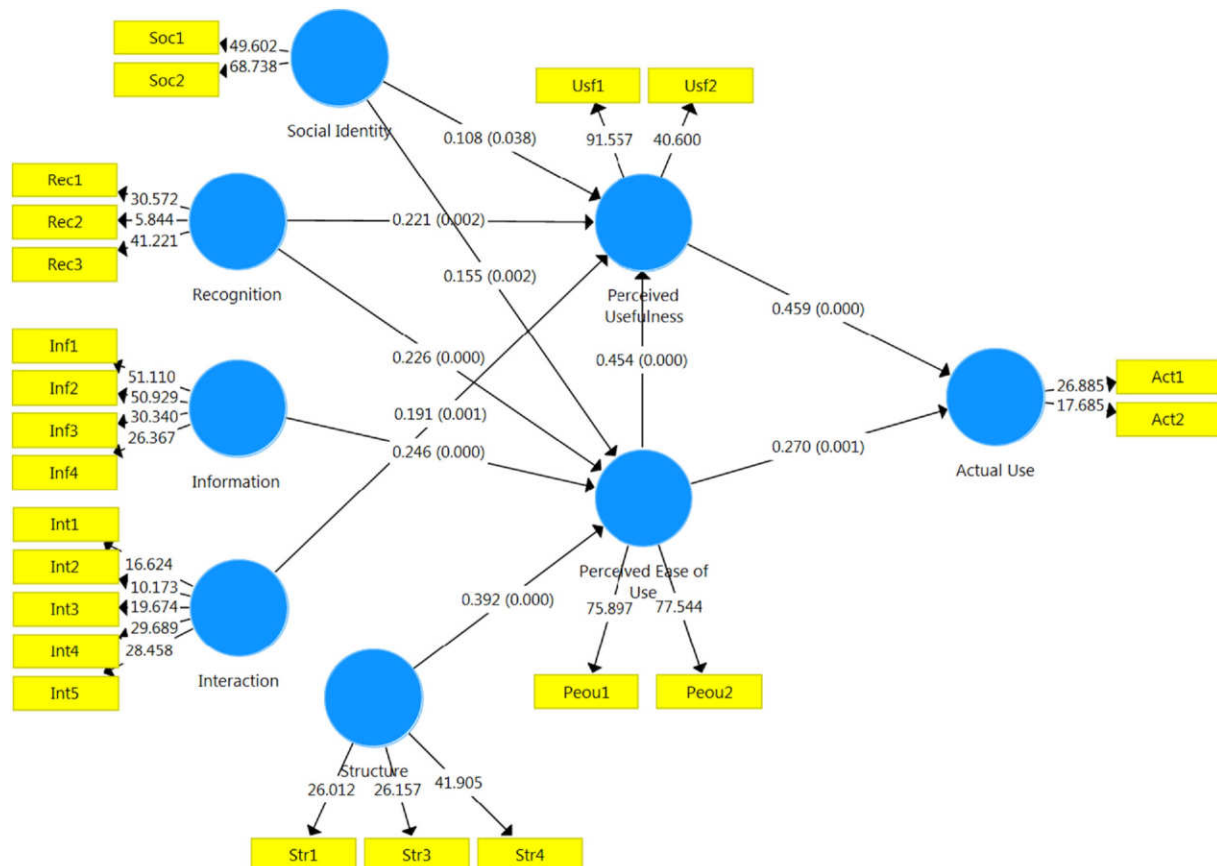 Soc1
49.602
Soc2
68.738
Social Identity
Usf1
Usf2
91.557
40.600
0.108 (0.038)
Rec1
30.572
Rec2
5.844
Rec3
41.221
Recognition
0.221 (0.002)
0.155 (0.002)
Perceived
Usefulness
0.459 (0.000)
0.226 (0.000)
0.454 (0.000)
Inf1
51.110
Inf2
50.929
Inf3
30.340
Inf4
26.367
Information
0.191 (0.001)
0.246 (0.000)
0.270 (0.001)
26.885
Act1
17.685
Act2
Actual Use
Int1
16.624
Int2
10.173
Int3
19.674
Int4
29.689
Int5
28.458
Interaction
0.392 (0.000)
Perceived Ease of
Use
75.897
77.544
Peou1
Peou2
Structure
26.012
26.157
41.905
Str1
Str3
Str4